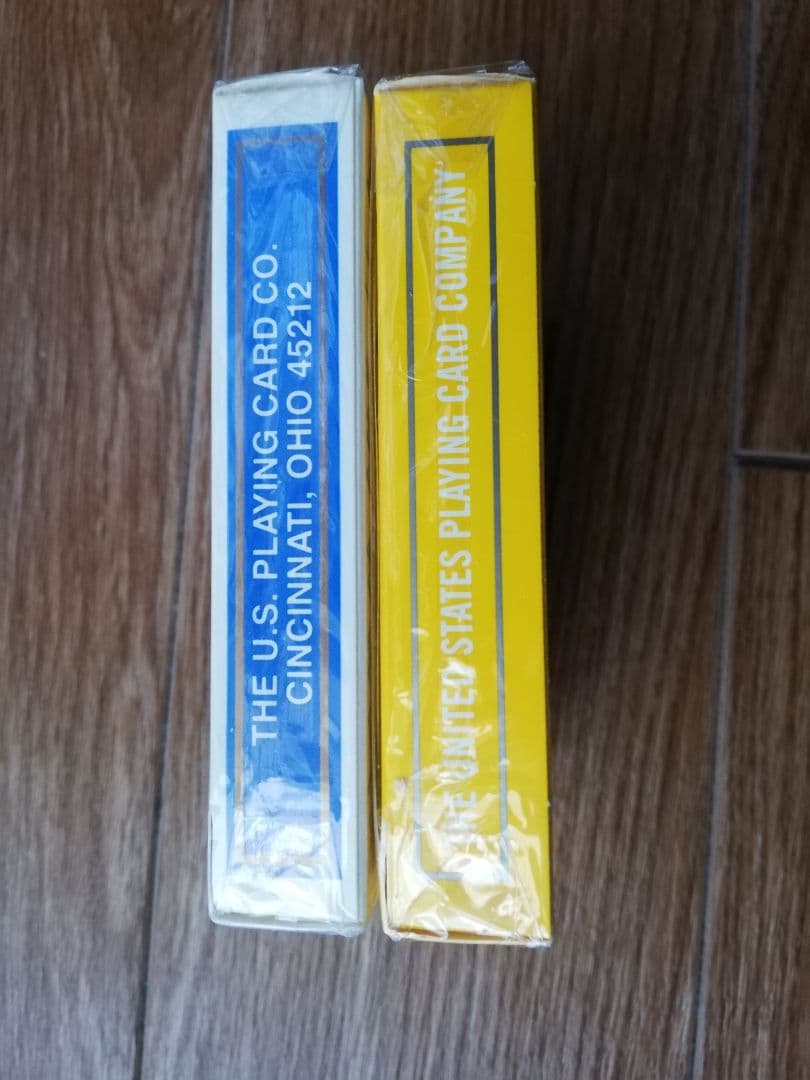 THE U.S. PLAYING CARD CO.
CINCINNATI, OHIO 45212
THE UNITED STATES PLAYING CARD COMPANY